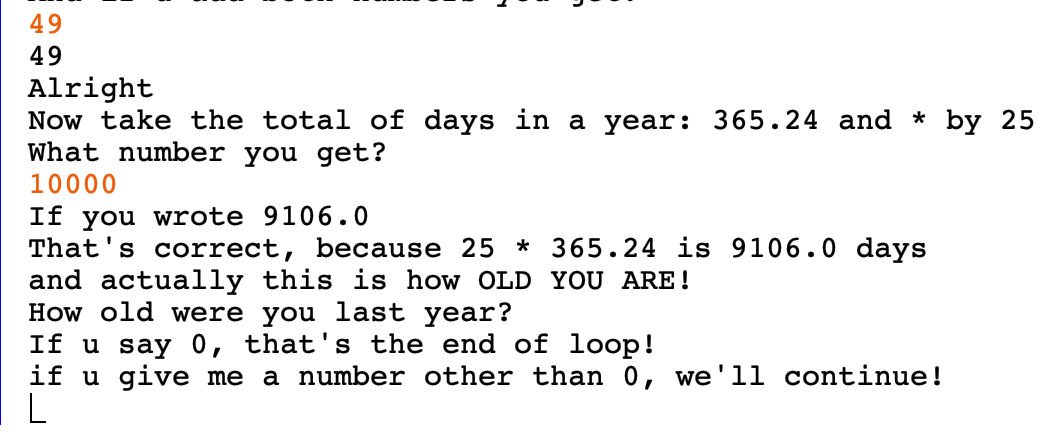 49
49
Alright
Now take the total of days in a year: 365.24 and * by 25
What number you get?
10000
If you wrote 9106.0
That's correct, because 25 * 365.24 is 9106.0 days
and actually this is how OLD YOU ARE!
How old were you last year?
If u say 0, that's the end of loop!
if u give me a number other than 0, we'll continue!